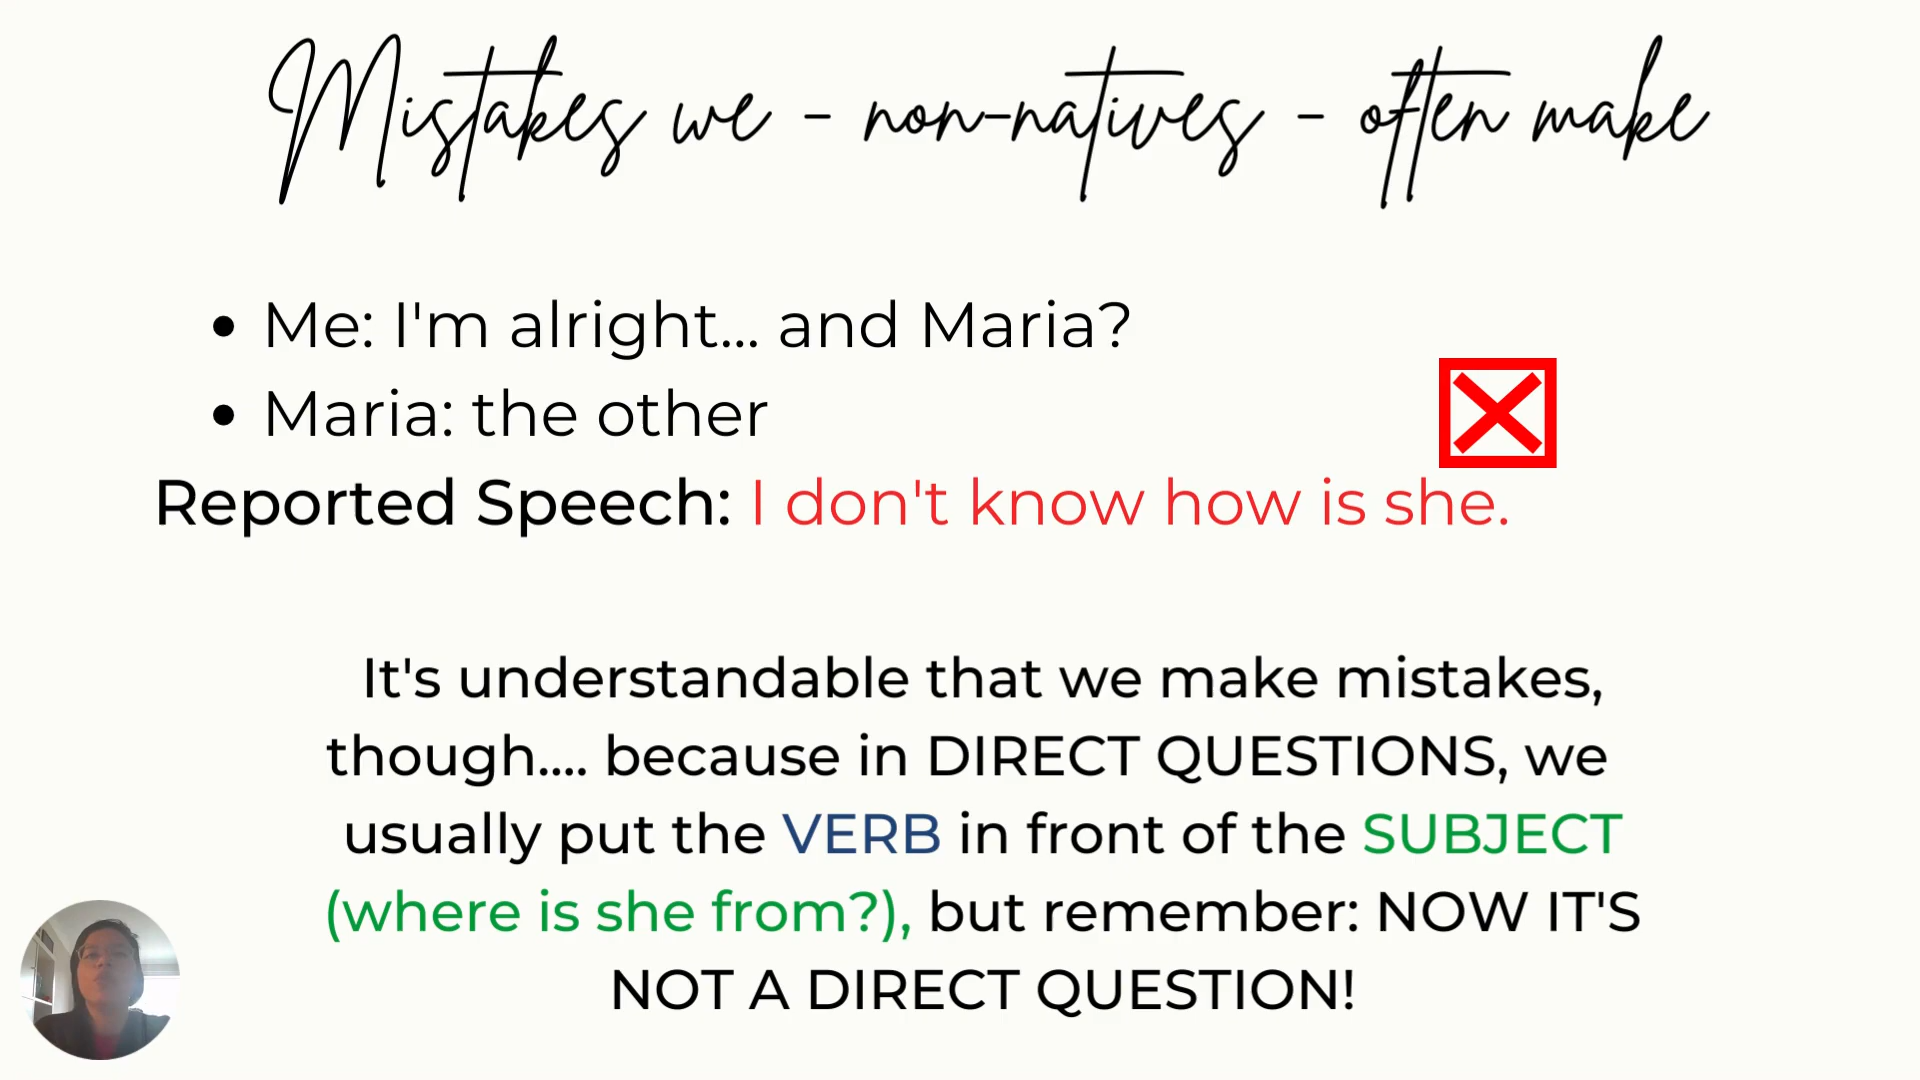 Mistakes we - non-natives - often make
• Me: I'm alright... and Maria?
• Maria: the other
Reported Speech: I don't know how is she.
It's understandable that we make mistakes,
though.... because in DIRECT QUESTIONS, we
usually put the VERB in front of the SUBJECT
(where is she from?), but remember: NOW IT'S
NOT A DIRECT QUESTION!